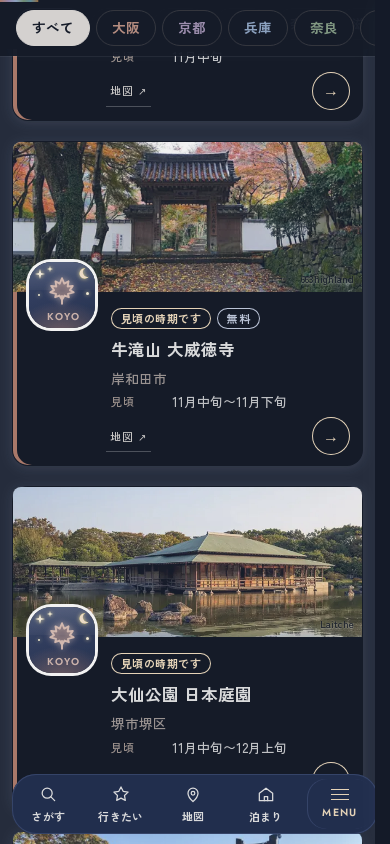 すべて
大阪
京都
兵庫
奈良
見頃 11月中旬
地図 ↗
→
663highland
KOYO
見頃の時期です 無料
牛滝山 大威徳寺
岸和田市
見頃 11月中旬〜11月下旬
地図 ↗
→
Laitche
KOYO
見頃の時期です
大仙公園 日本庭園
堺市堺区
見頃 11月中旬〜12月上旬
さがす
行きたい
地図
泊まり
MENU